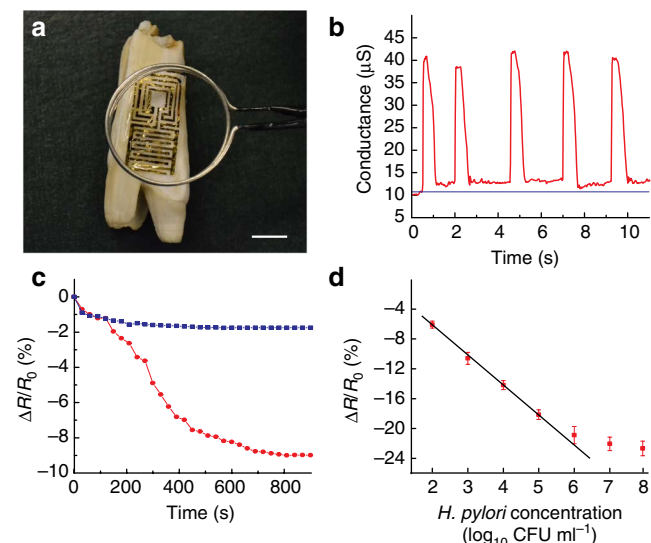 a
b
Conductance (μS)
45
40
35
30
25
20
15
10
5
0 2 4 6 8 10
Time (s)
c
ΔR/R0 (%)
0
−2
−4
−6
−8
−10
0 200 400 600 800
Time (s)
d
ΔR/R0 (%)
−4
−8
−12
−16
−20
−24
2 3 4 5 6 7 8
H. pylori concentration
(log10 CFU ml−1)